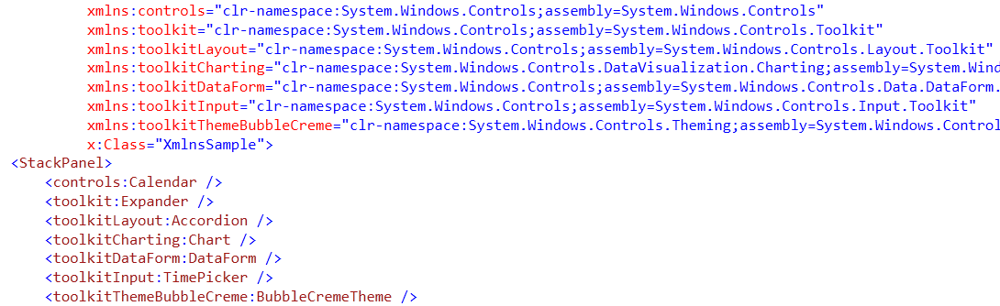 xmlns:controls="clr-namespace:System.Windows.Controls;assembly=System.Windows.Controls"
xmlns:toolkit="clr-namespace:System.Windows.Controls;assembly=System.Windows.Controls.Toolkit"
xmlns:toolkitLayout="clr-namespace:System.Windows.Controls;assembly=System.Windows.Controls.Layout.Toolkit"
xmlns:toolkitCharting="clr-namespace:System.Windows.Controls.DataVisualization.Charting;assembly=System.Wind
xmlns:toolkitDataForm="clr-namespace:System.Windows.Controls;assembly=System.Windows.Controls.Data.DataForm.
xmlns:toolkitInput="clr-namespace:System.Windows.Controls;assembly=System.Windows.Controls.Input.Toolkit"
xmlns:toolkitThemeBubbleCreme="clr-namespace:System.Windows.Controls.Theming;assembly=System.Windows.Contro
x:Class="XmlnsSample">
<StackPanel>
<controls:Calendar />
<toolkit:Expander />
<toolkitLayout:Accordion />
<toolkitCharting:Chart />
<toolkitDataForm:DataForm />
<toolkitInput:TimePicker />
<toolkitThemeBubbleCreme:BubbleCremeTheme />